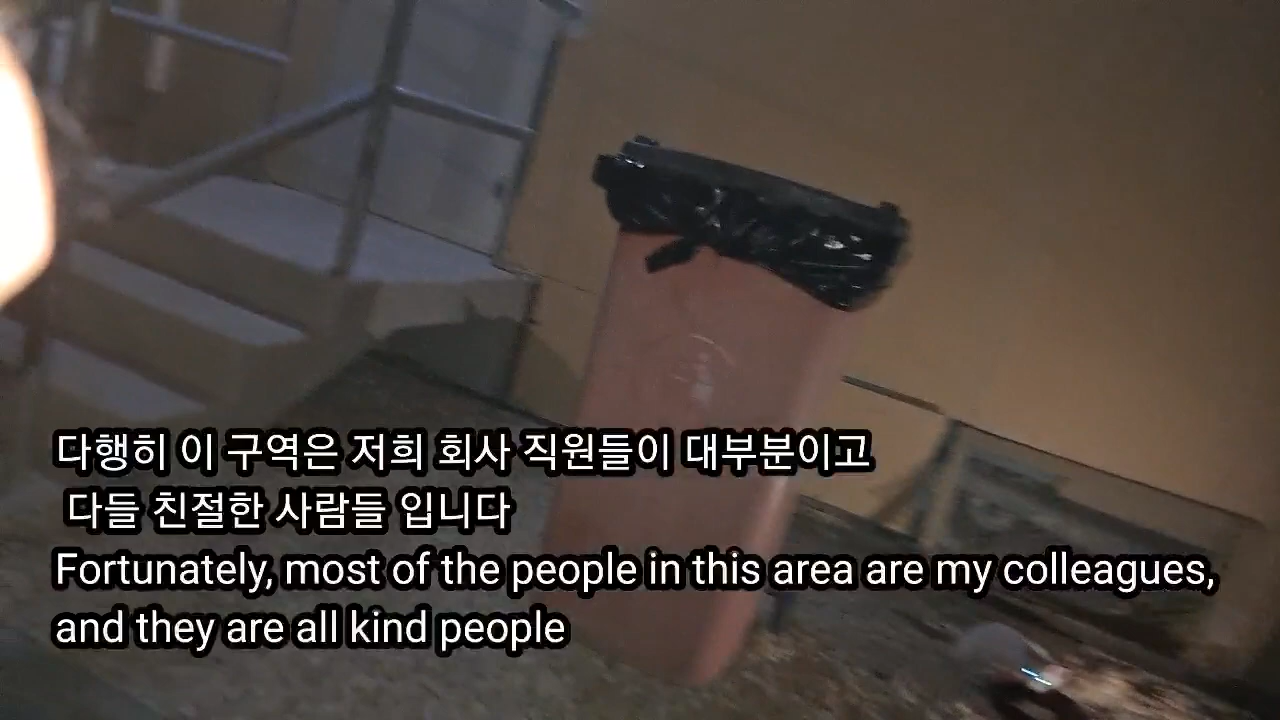 다행히 이 구역은 저희 회사 직원들이 대부분이고
다들 친절한 사람들 입니다
Fortunately, most of the people in this area are my colleagues,
and they are all kind people